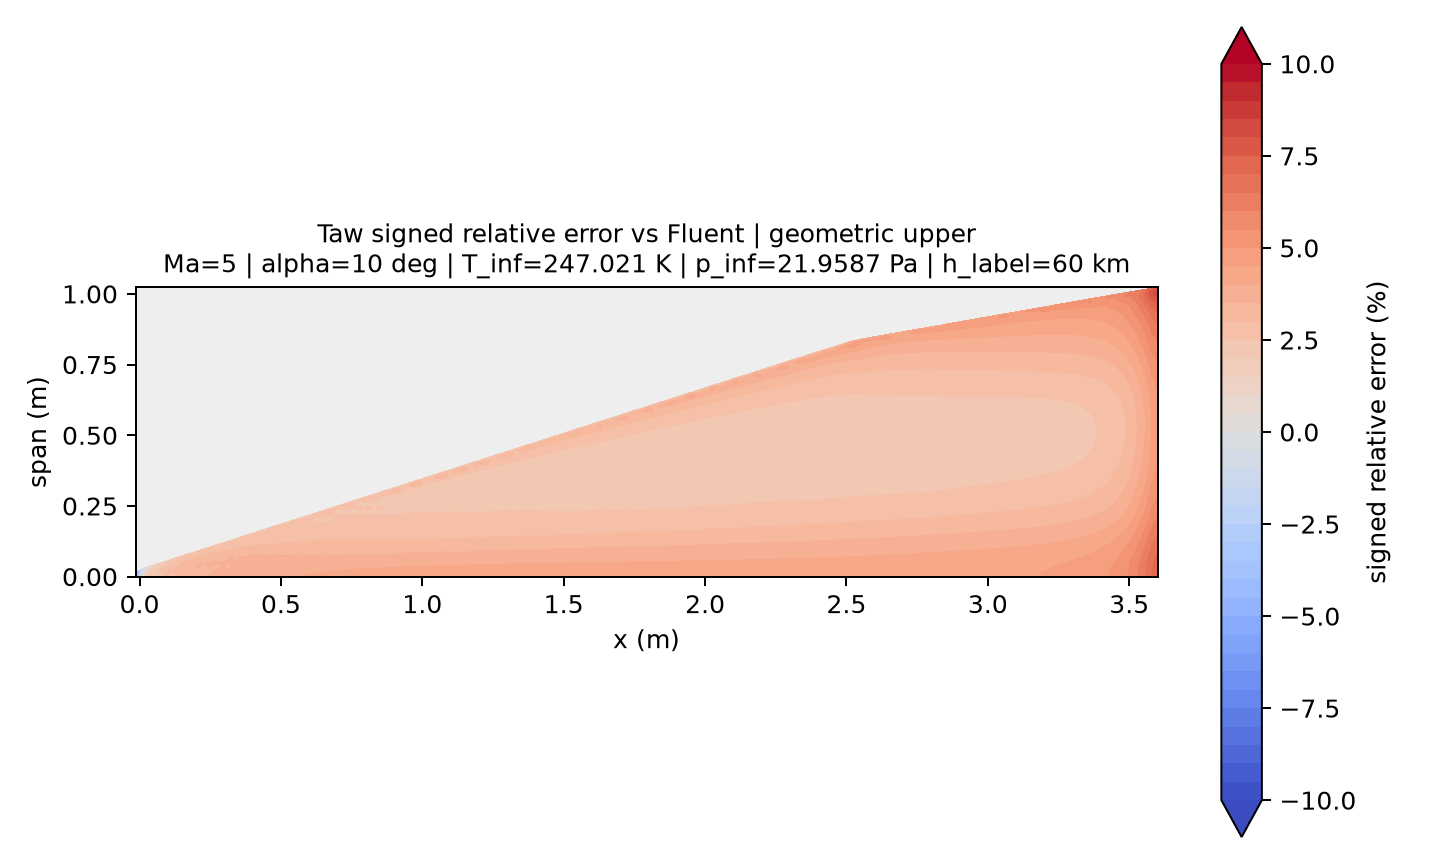 Taw signed relative error vs Fluent | geometric upper
Ma=5 | alpha=10 deg | T_inf=247.021 K | p_inf=21.9587 Pa | h_label=60 km
span (m)
1.00
0.75
0.50
0.25
0.00
0.0 0.5 1.0 1.5 2.0 2.5 3.0 3.5
x (m)
10.0
7.5
5.0
2.5
0.0
−2.5
−5.0
−7.5
−10.0
signed relative error (%)